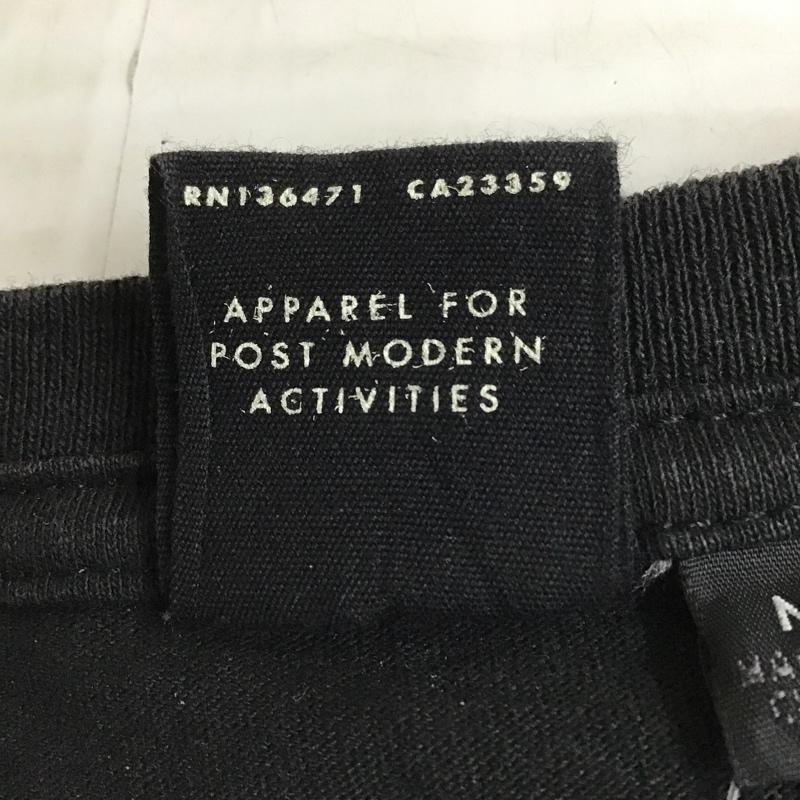 RN136471 CA23359
APPAREL FOR
POST MODERN
ACTIVITIES